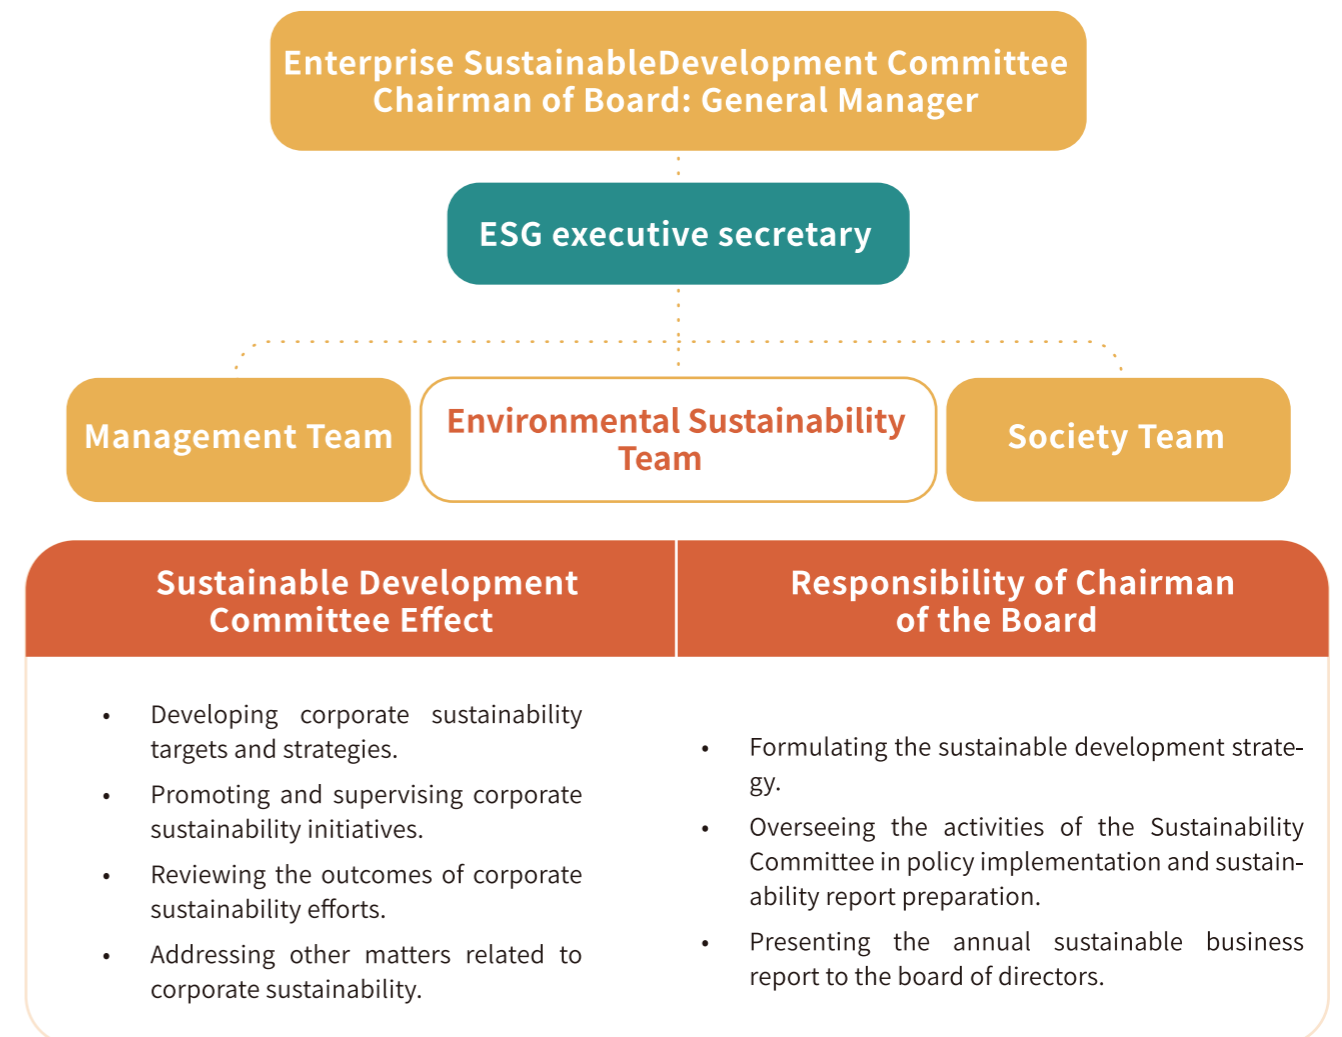 Enterprise SustainableDevelopment Committee
Chairman of Board: General Manager
ESG executive secretary
Management Team
Environmental Sustainability
Team
Society Team
Sustainable Development
Committee Effect
Responsibility of Chairman
of the Board
• Developing corporate sustainability
targets and strategies.
• Promoting and supervising corporate
sustainability initiatives.
• Reviewing the outcomes of corporate
sustainability efforts.
• Addressing other matters related to
corporate sustainability.
• Formulating the sustainable development strate-
gy.
• Overseeing the activities of the Sustainability
Committee in policy implementation and sustain-
ability report preparation.
• Presenting the annual sustainable business
report to the board of directors.